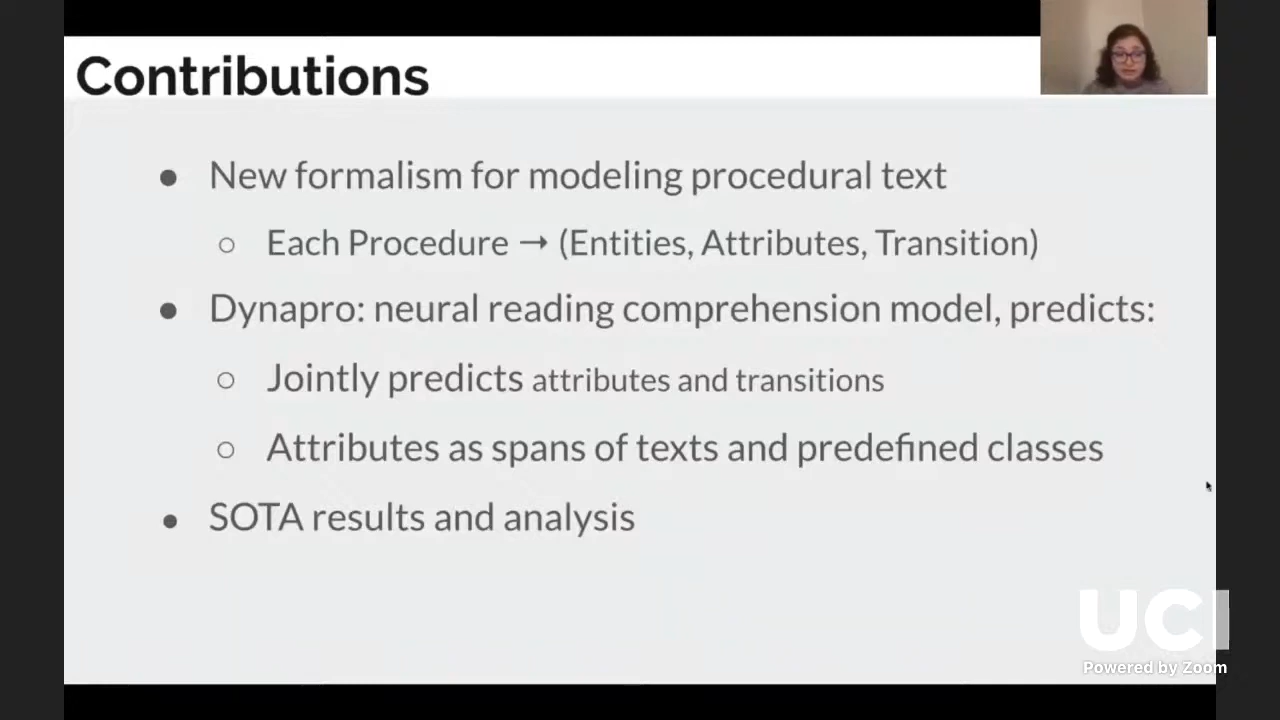 Contributions
● New formalism for modeling procedural text
○ Each Procedure → (Entities, Attributes, Transition)
● Dynapro: neural reading comprehension model, predicts:
○ Jointly predicts attributes and transitions
○ Attributes as spans of texts and predefined classes
● SOTA results and analysis
UCI
Powered by Zoom